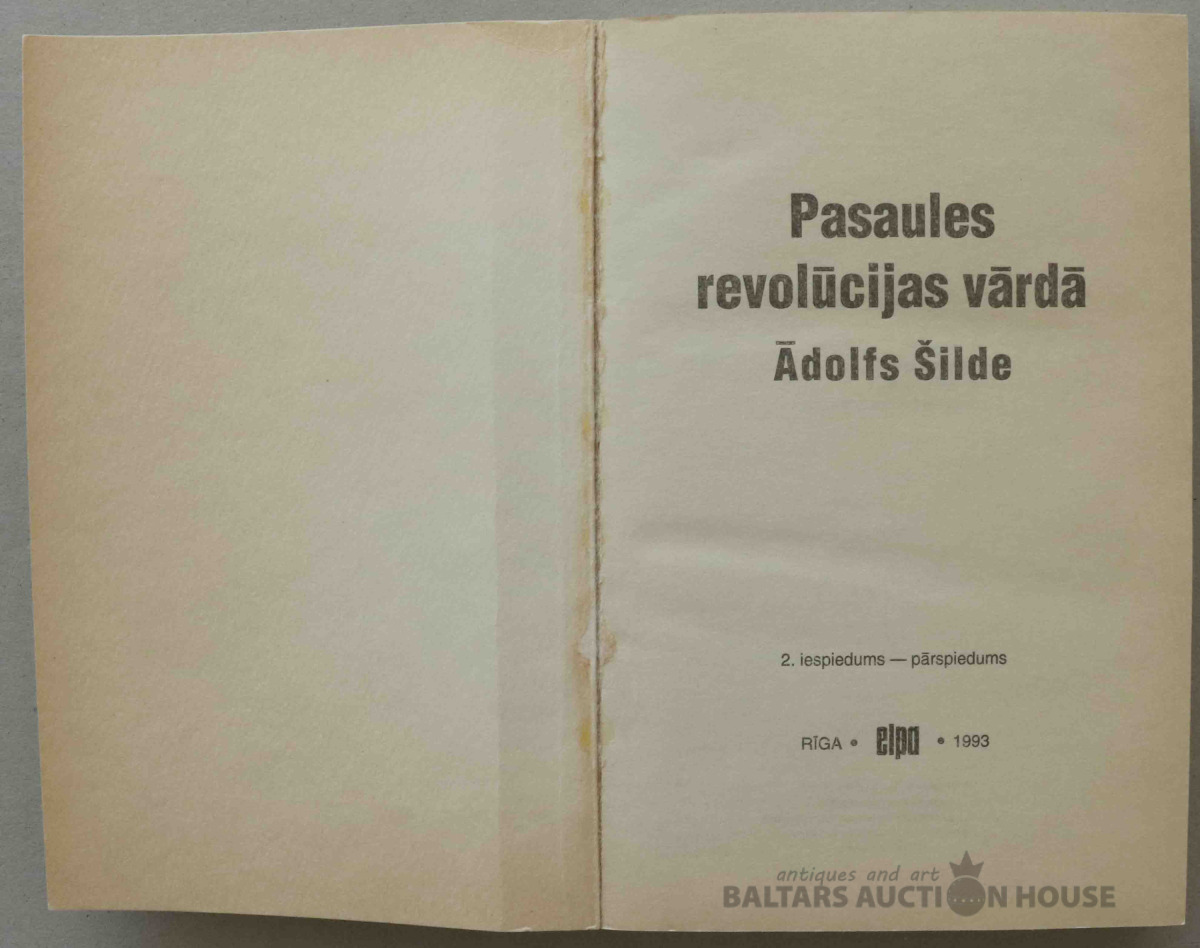 Pasaules
revolūcijas vārdā
Ādolfs Šilde
2. iespiedums — pārspiedums
RĪGA • elpa • 1993
antiques and art
BALTARS AUCTION HOUSE